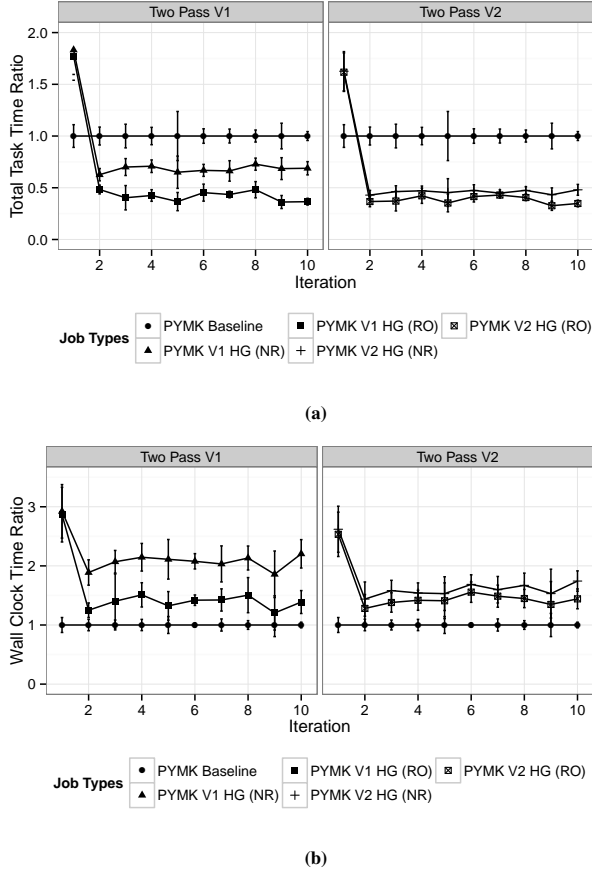 Two Pass V1 Two Pass V2
2.0
1.5
1.0
0.5
0.0
Total Task Time Ratio
2 4 6 8 10 2 4 6 8 10
Iteration
Job Types
PYMK Baseline PYMK V1 HG (RO) PYMK V2 HG (RO)
PYMK V1 HG (NR) PYMK V2 HG (NR)
(a)
Two Pass V1 Two Pass V2
3
2
1
0
Wall Clock Time Ratio
2 4 6 8 10 2 4 6 8 10
Iteration
Job Types
PYMK Baseline PYMK V1 HG (RO) PYMK V2 HG (RO)
PYMK V1 HG (NR) PYMK V2 HG (NR)
(b)